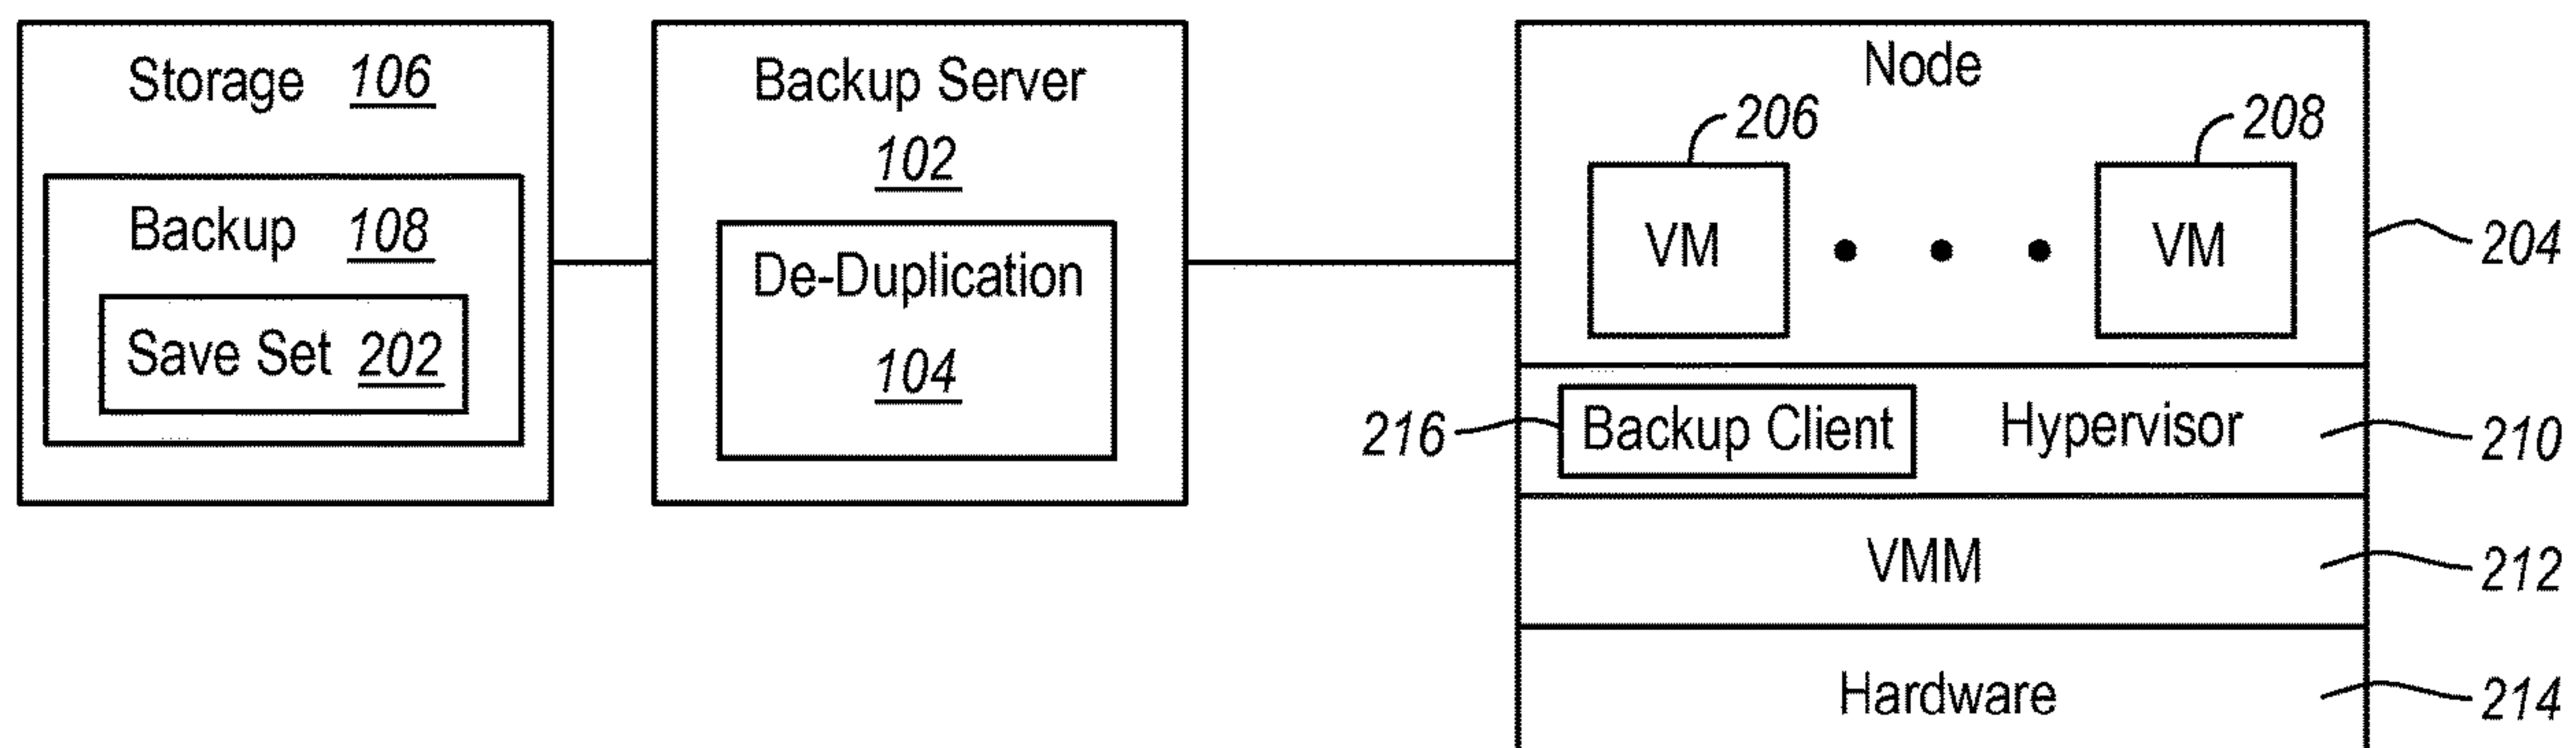 Storage 106
Backup 108
Save Set 202
Backup Server
102
De-Duplication
104
Node
206
208
VM
VM
204
216
Backup Client
Hypervisor
210
VMM
212
Hardware
214